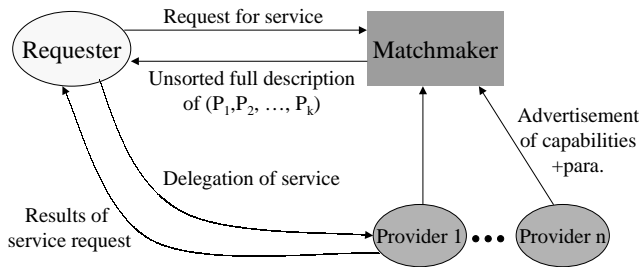 Request for service
Requester
Matchmaker
Unsorted full description
of (P1,P2, …, Pk)
Advertisement
of capabilities
+para.
Delegation of service
Results of
service request
Provider 1
•••
Provider n